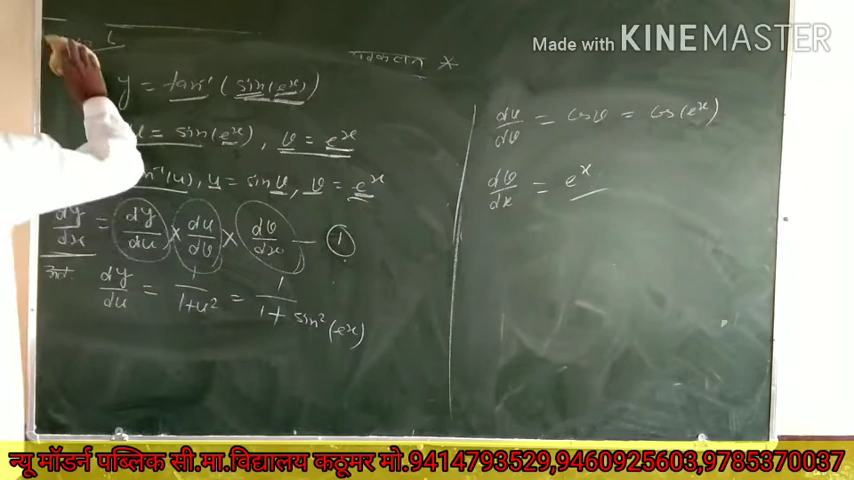 Made with KINEMASTER
अवकलन *
y = tan⁻¹ (sin(eˣ))
u = sin(eˣ), v = eˣ
n⁻¹(u), u = sin v, v = eˣ
dy/dx = dy/du × du/dv × dv/dx — ①
अतः dy/du = 1/1+u² = 1/1 + sin²(eˣ)
du/dv = cos v = cos(eˣ)
dv/dx = eˣ
न्यू मॉडर्न पब्लिक सी.मा.विद्यालय कठूमर मो.9414793529,9460925603,9785370037